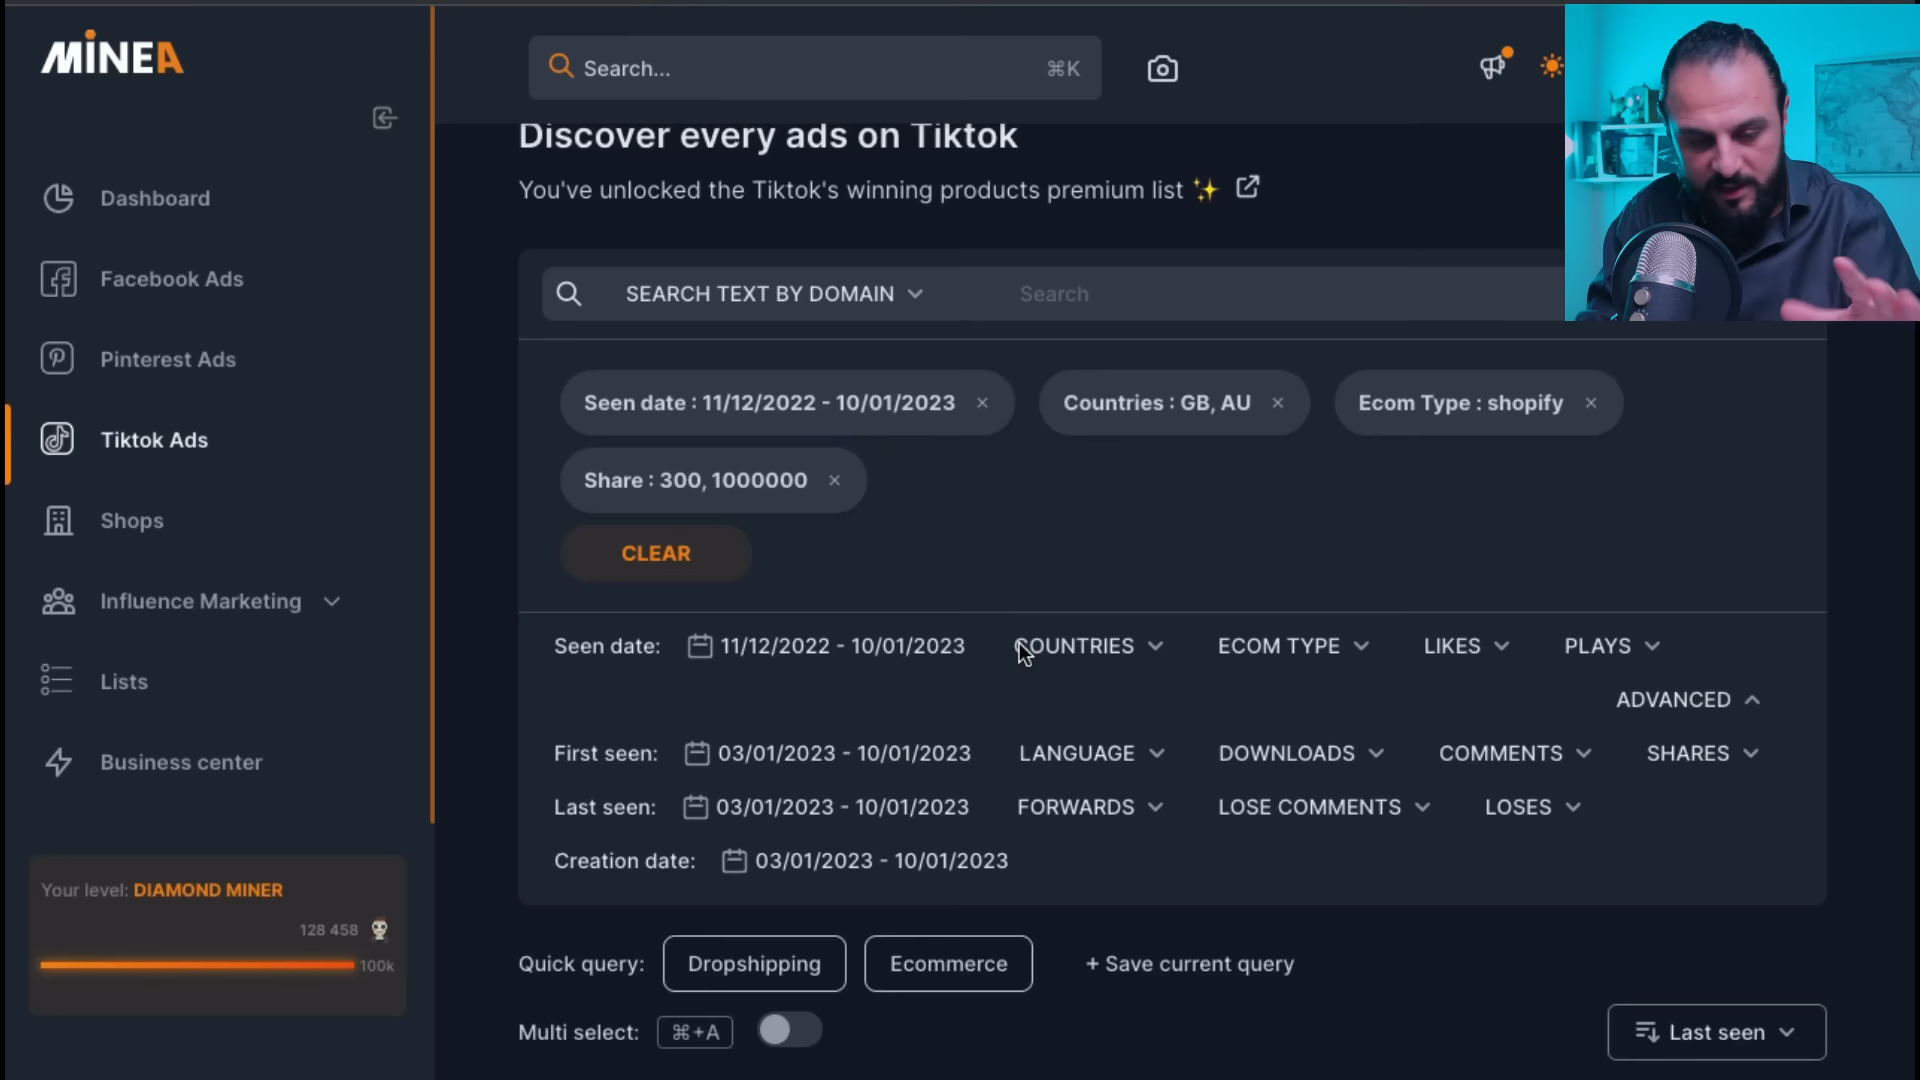 MINEA
Search... ⌘K
Discover every ads on Tiktok
You've unlocked the Tiktok's winning products premium list ✨
Dashboard
Facebook Ads
Pinterest Ads
Tiktok Ads
Shops
Influence Marketing
Lists
Business center
Your level: DIAMOND MINER
128 458
100k
SEARCH TEXT BY DOMAIN Search
Seen date : 11/12/2022 - 10/01/2023 × Countries : GB, AU × Ecom Type : shopify ×
Share : 300, 1000000 ×
CLEAR
Seen date: 11/12/2022 - 10/01/2023 COUNTRIES ECOM TYPE LIKES PLAYS
ADVANCED
First seen: 03/01/2023 - 10/01/2023 LANGUAGE DOWNLOADS COMMENTS SHARES
Last seen: 03/01/2023 - 10/01/2023 FORWARDS LOSE COMMENTS LOSES
Creation date: 03/01/2023 - 10/01/2023
Quick query: Dropshipping Ecommerce + Save current query
Multi select: ⌘+A Last seen